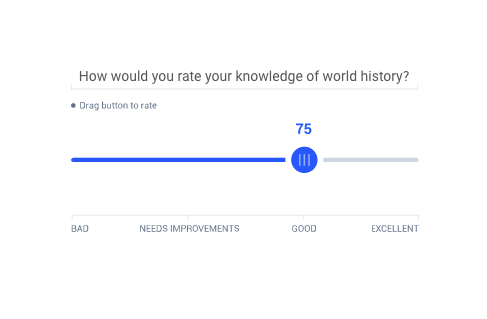 How would you rate your knowledge of world history?
Drag button to rate
75
BAD NEEDS IMPROVEMENTS GOOD EXCELLENT